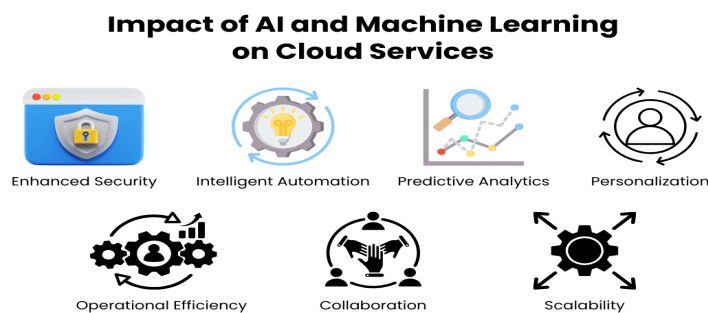 Impact of AI and Machine Learning
on Cloud Services
Enhanced Security
Intelligent Automation
Predictive Analytics
Personalization
Operational Efficiency
Collaboration
Scalability